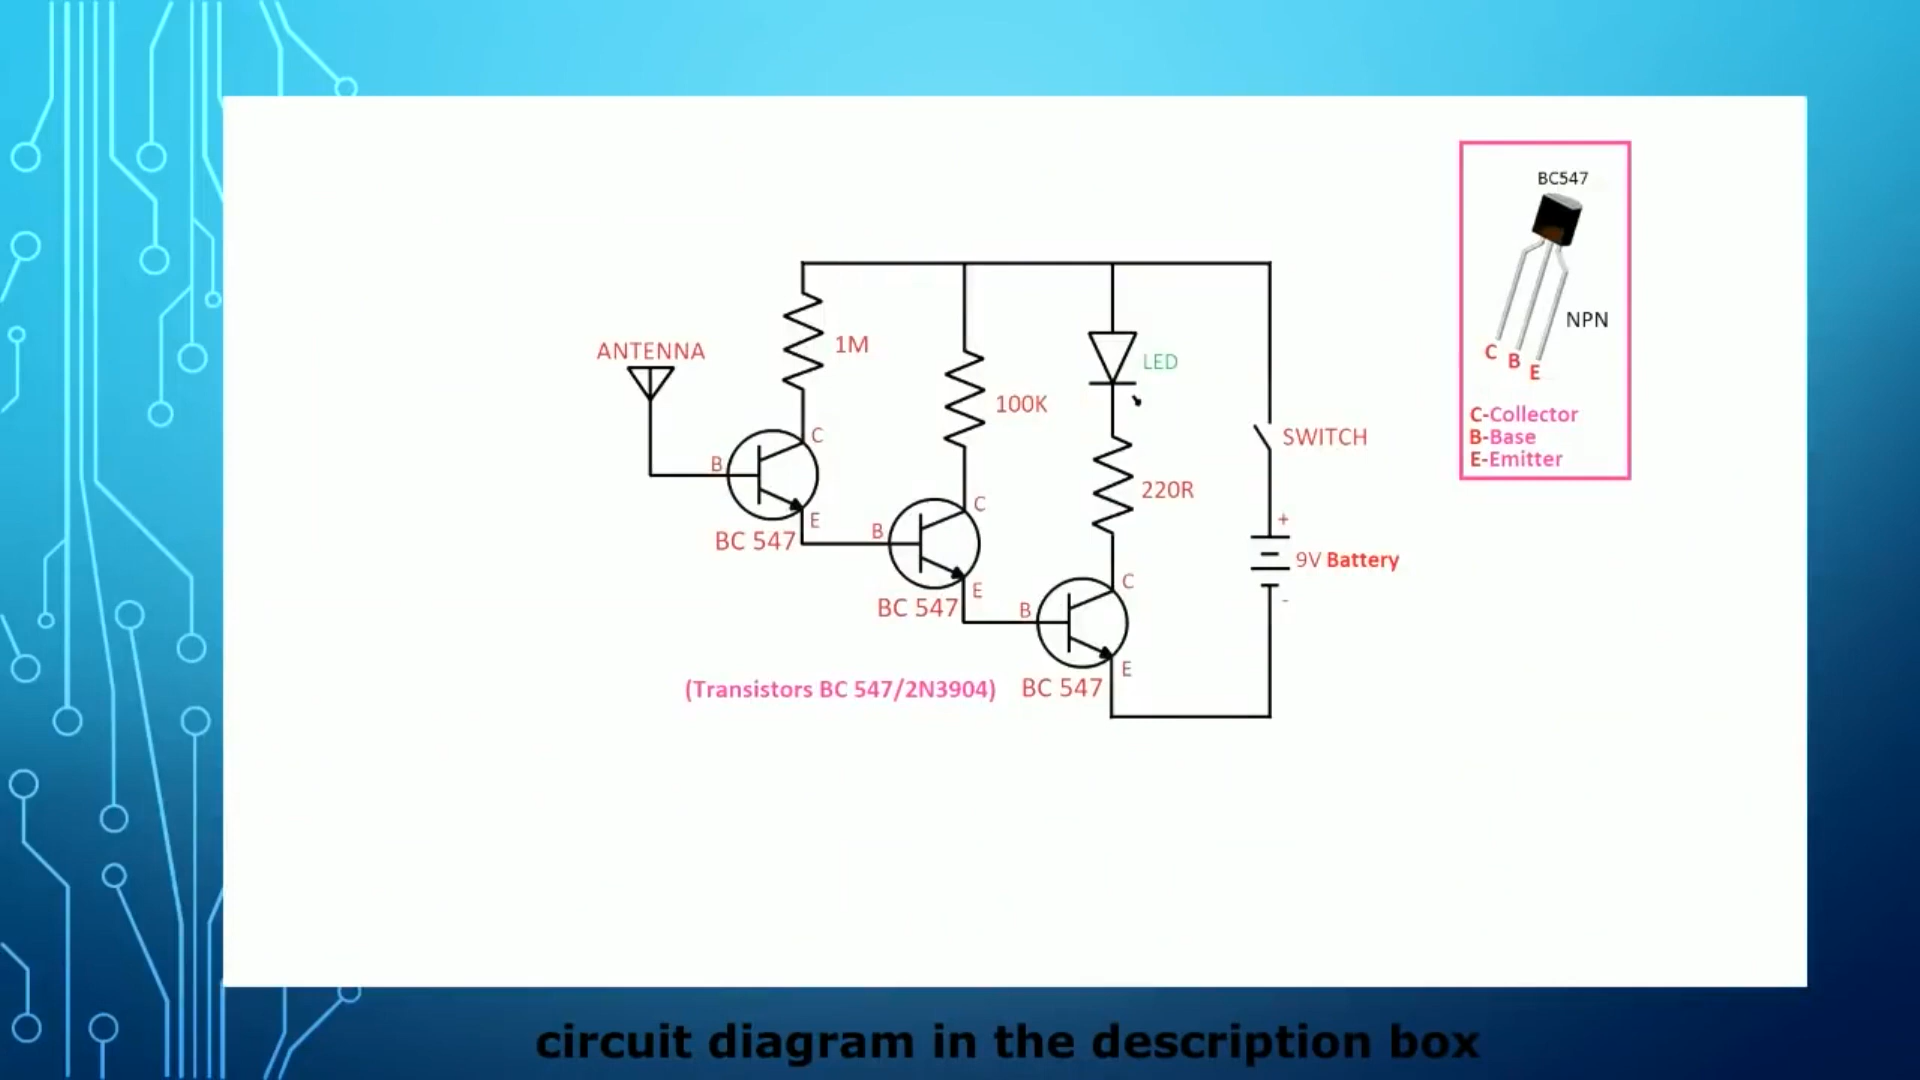 BC547
NPN
C B E
C-Collector
B-Base
E-Emitter
ANTENNA
1M
100K
LED
220R
SWITCH
+
9V Battery
-
B
C
E
BC 547
B
C
E
BC 547
B
C
E
BC 547
(Transistors BC 547/2N3904)
circuit diagram in the description box